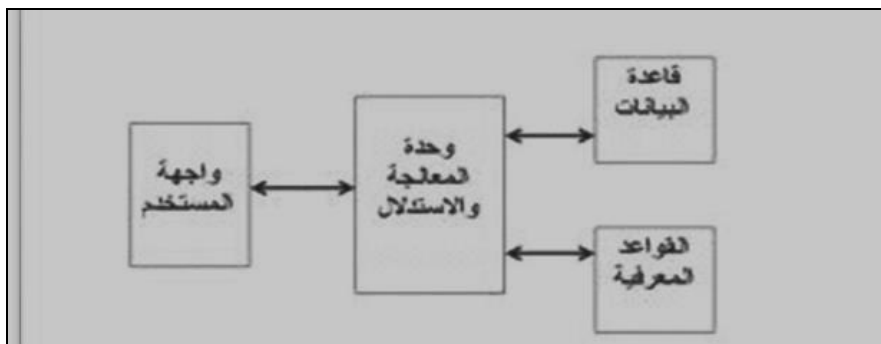 قاعدة
البيانات
وحدة
المعالجة
والاستدلال
واجهة
المستخدم
القواعد
المعرفية